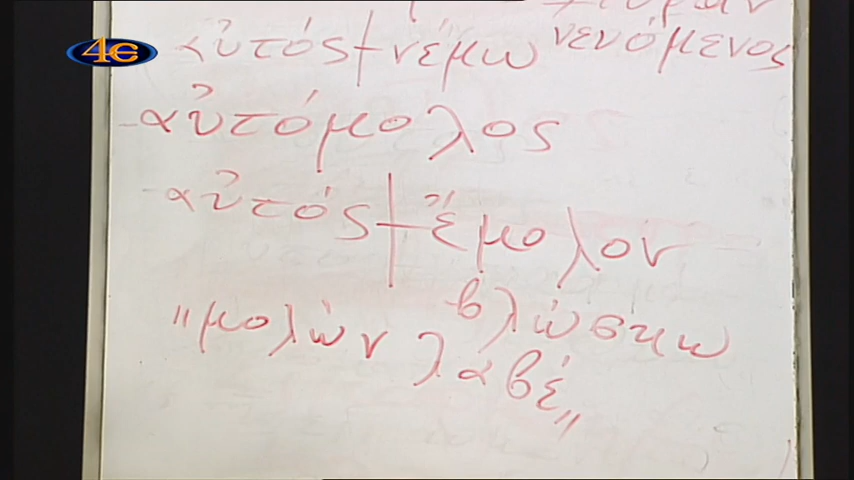 4Ε
αὐτός + νέμω νενόμενος
αὐτόμολος
αὐτός + ἔμολον
βλώσκω
"μολὼν λαβέ"